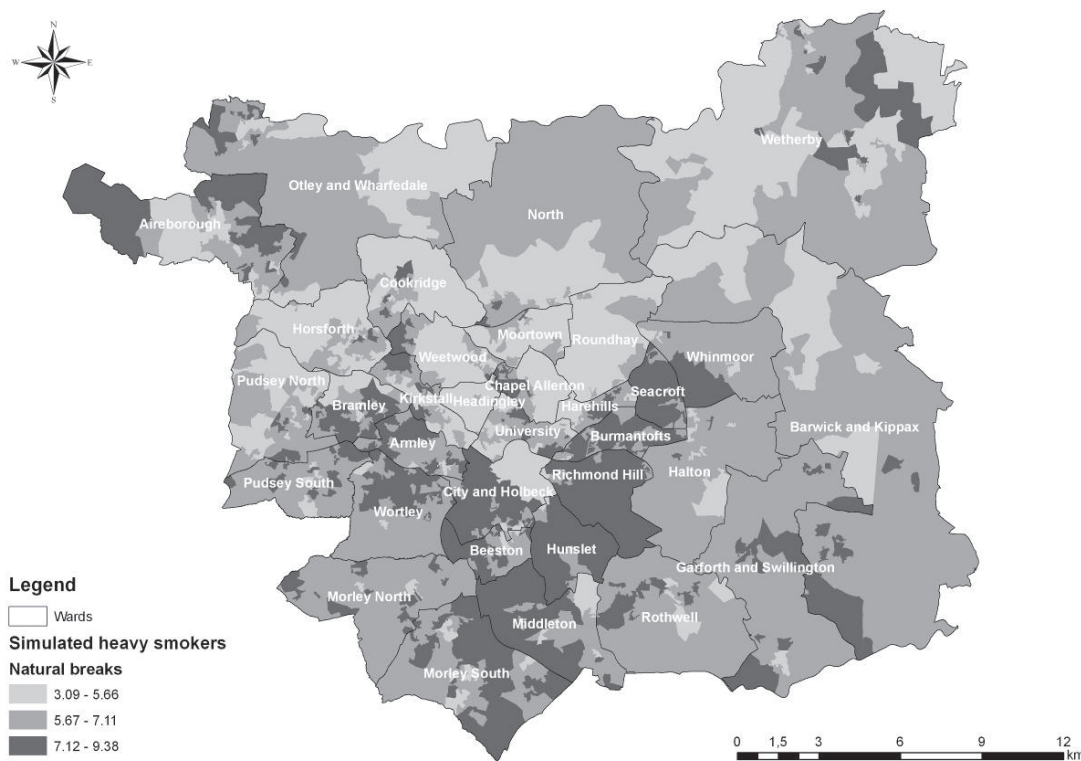 N
W E
S
Wetherby
Otley and Wharfedale
North
Aireborough
Cookridge
Horsforth
Moortown
Roundhay
Weetwood
Whinmoor
Pudsey North
Chapel Allerton
Seacroft
Kirkstall
Headingley
Bramley
Harehills
Barwick and Kippax
University
Burmantofts
Armley
Halton
Richmond Hill
Pudsey South
City and Holbeck
Wortley
Beeston
Hunslet
Garforth and Swillington
Morley North
Rothwell
Middleton
Morley South
Legend
Wards
Simulated heavy smokers
Natural breaks
3.09 - 5.66
5.67 - 7.11
7.12 - 9.38
0 1,5 3 6 9 12
km